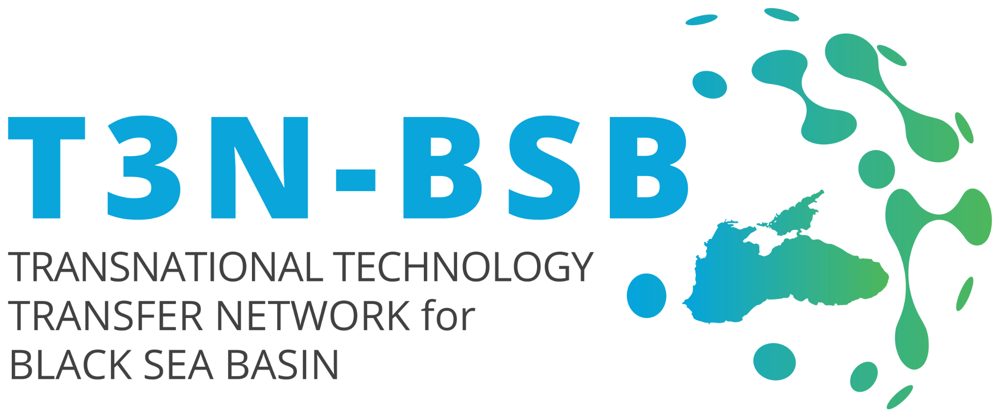 T3N-BSB
TRANSNATIONAL TECHNOLOGY
TRANSFER NETWORK for
BLACK SEA BASIN